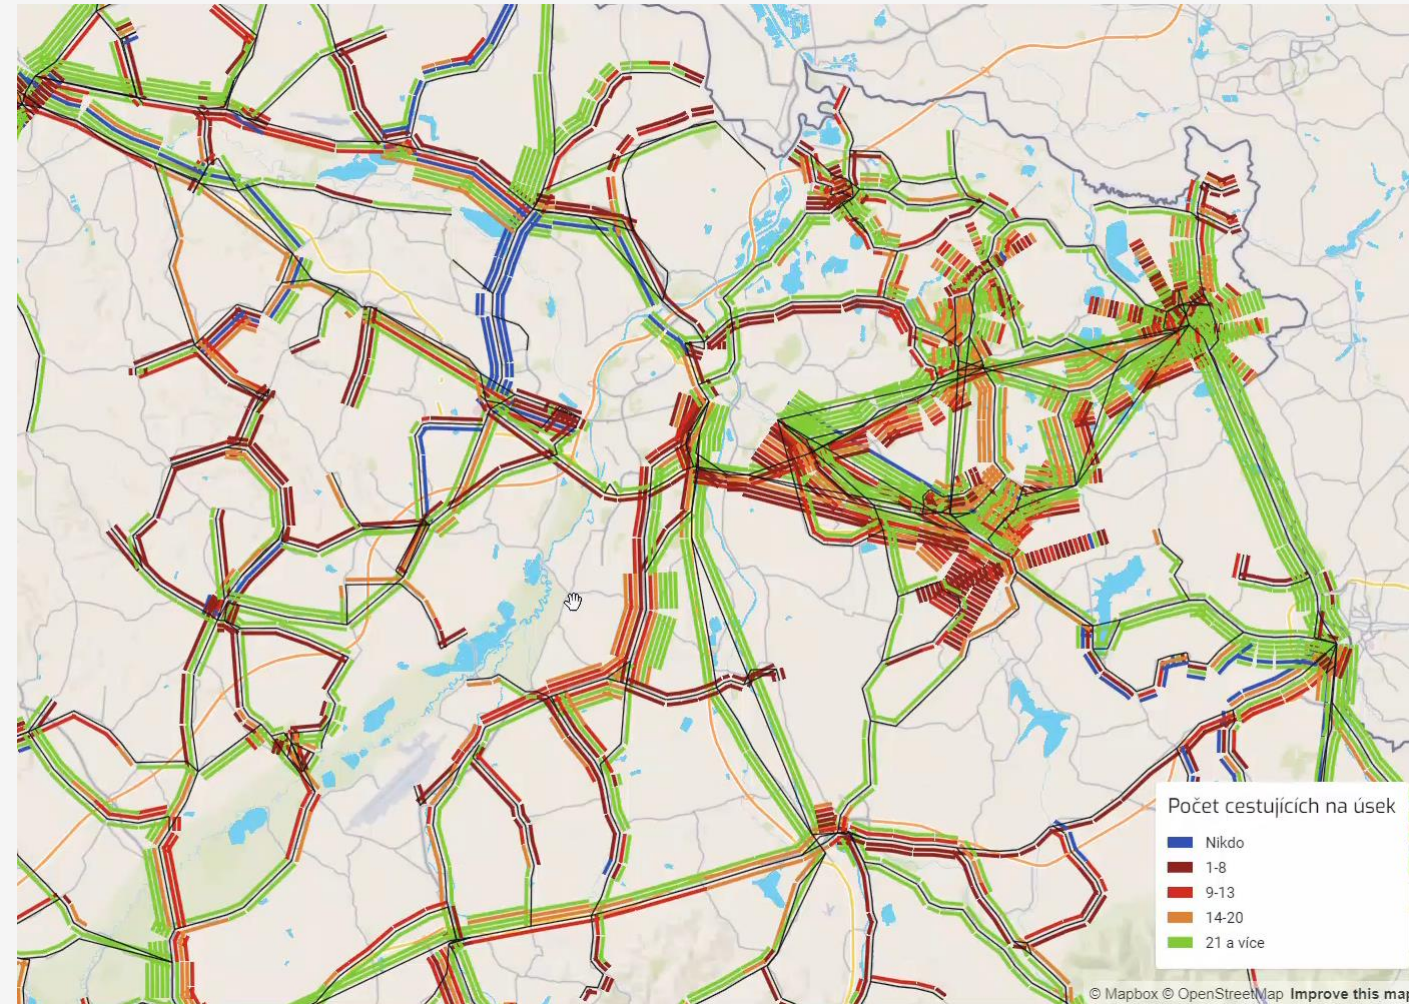 Počet cestujících na úsek
Nikdo
1-8
9-13
14-20
21 a více
© Mapbox © OpenStreetMap Improve this map